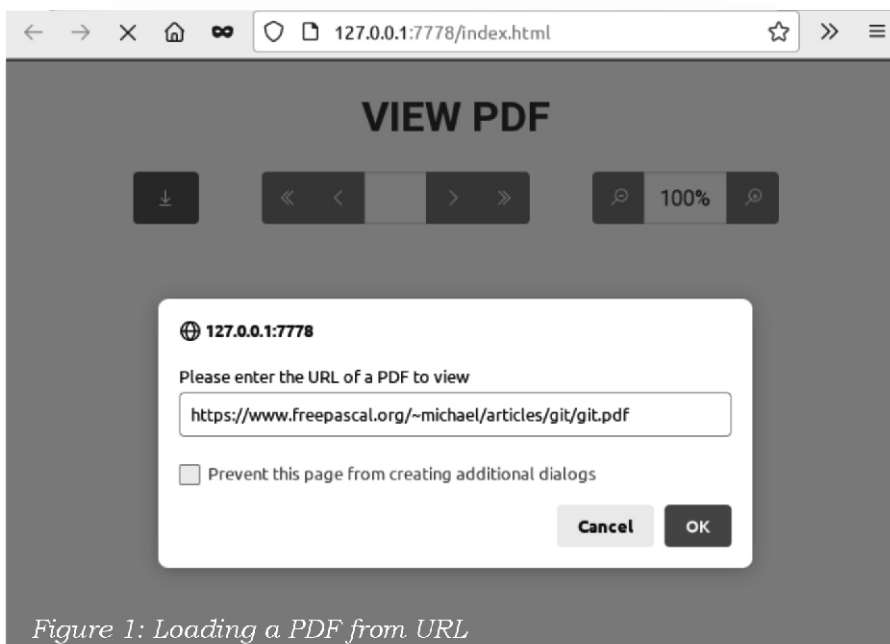 127.0.0.1:7778/index.html
VIEW PDF
100%
127.0.0.1:7778
Please enter the URL of a PDF to view
https://www.freepascal.org/~michael/articles/git/git.pdf
Prevent this page from creating additional dialogs
Cancel OK
Figure 1: Loading a PDF from URL